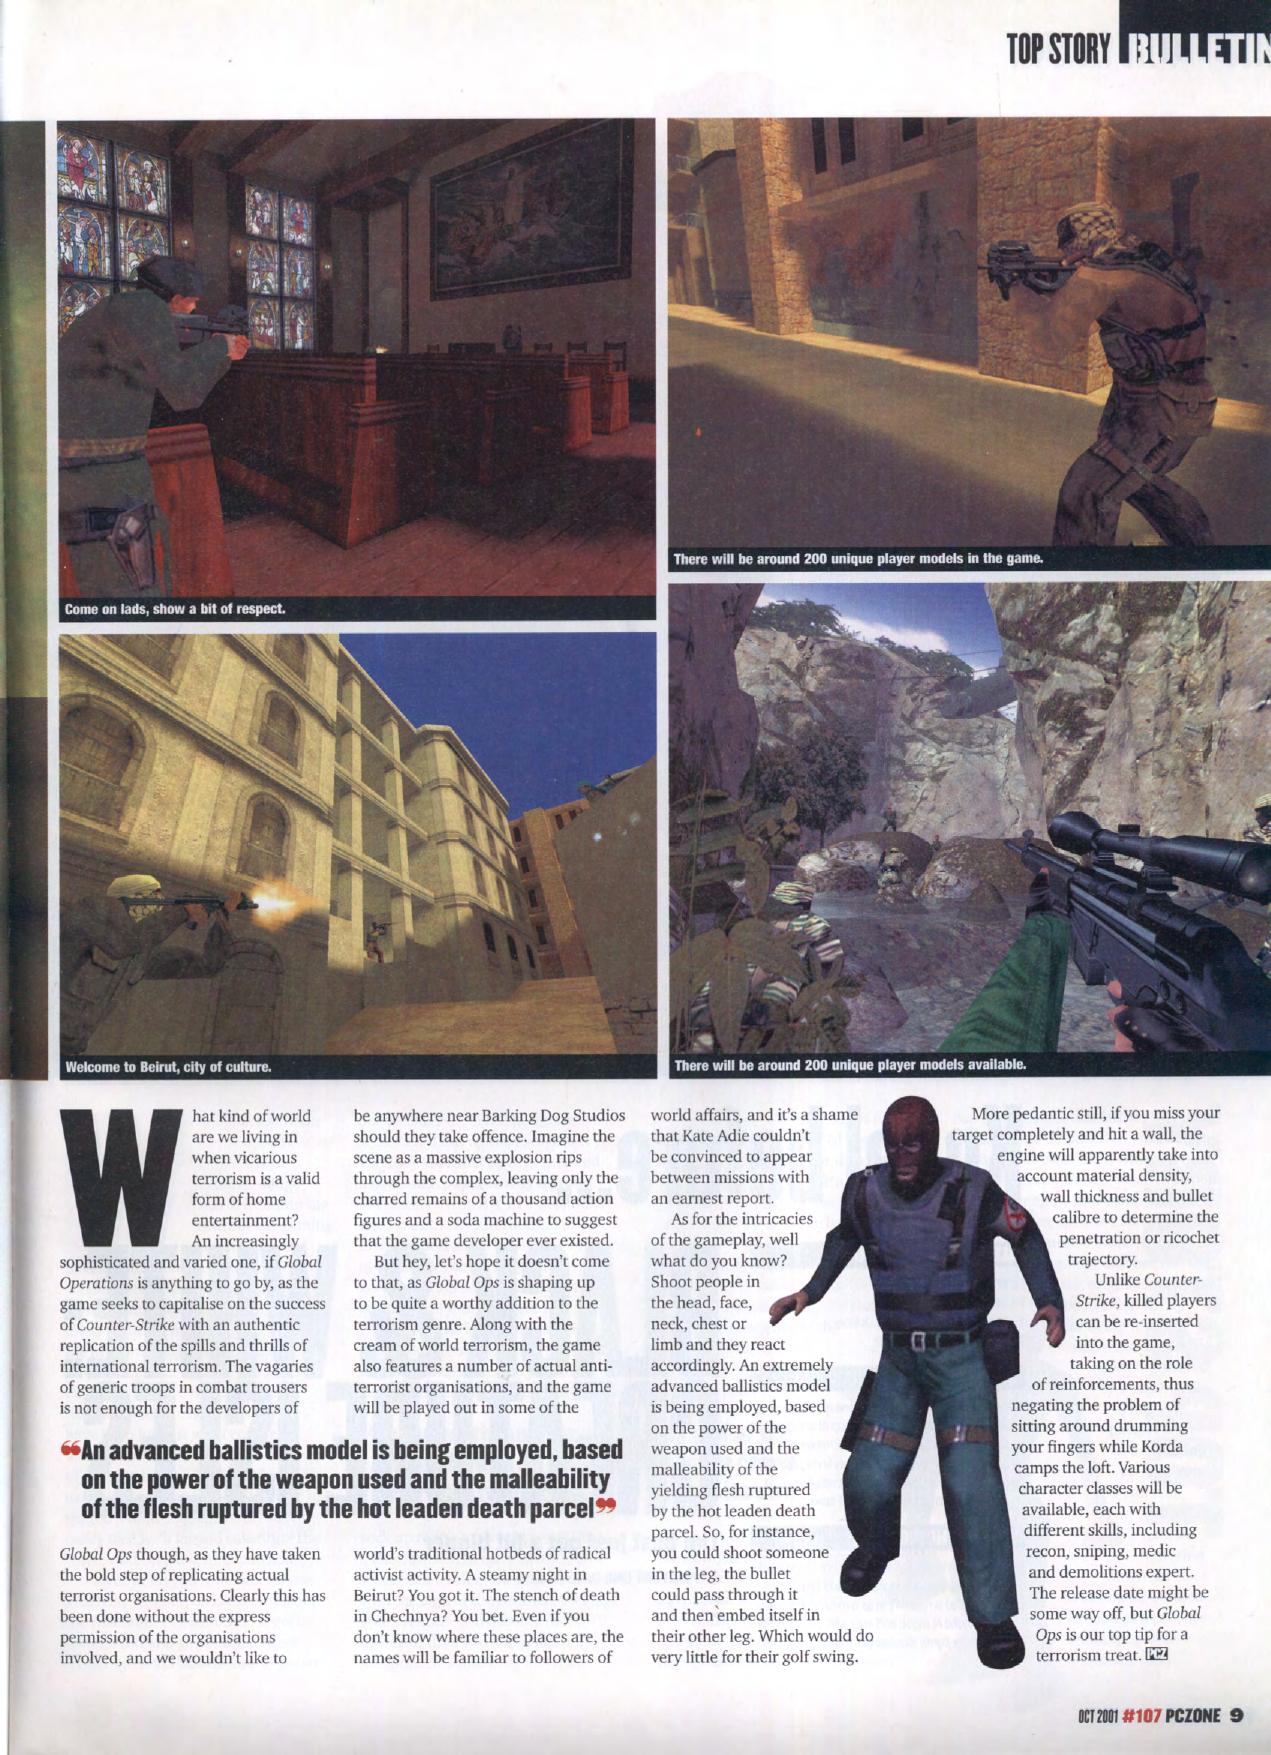 TOP STORY BULLETIN
Come on lads, show a bit of respect.
There will be around 200 unique player models in the game.
Welcome to Beirut, city of culture.
There will be around 200 unique player models available.
What kind of world
are we living in
when vicarious
terrorism is a valid
form of home
entertainment?
An increasingly
sophisticated and varied one, if Global
Operations is anything to go by, as the
game seeks to capitalise on the success
of Counter-Strike with an authentic
replication of the spills and thrills of
international terrorism. The vagaries
of generic troops in combat trousers
is not enough for the developers of
“An advanced ballistics model is being employed, based
on the power of the weapon used and the malleability
of the flesh ruptured by the hot leaden death parcel”
Global Ops though, as they have taken
the bold step of replicating actual
terrorist organisations. Clearly this has
been done without the express
permission of the organisations
involved, and we wouldn't like to
be anywhere near Barking Dog Studios
should they take offence. Imagine the
scene as a massive explosion rips
through the complex, leaving only the
charred remains of a thousand action
figures and a soda machine to suggest
that the game developer ever existed.
But hey, let's hope it doesn't come
to that, as Global Ops is shaping up
to be quite a worthy addition to the
terrorism genre. Along with the
cream of world terrorism, the game
also features a number of actual anti-
terrorist organisations, and the game
will be played out in some of the
world's traditional hotbeds of radical
activist activity. A steamy night in
Beirut? You got it. The stench of death
in Chechnya? You bet. Even if you
don't know where these places are, the
names will be familiar to followers of
world affairs, and it's a shame
that Kate Adie couldn't
be convinced to appear
between missions with
an earnest report.
As for the intricacies
of the gameplay, well
what do you know?
Shoot people in
the head, face,
neck, chest or
limb and they react
accordingly. An extremely
advanced ballistics model
is being employed, based
on the power of the
weapon used and the
malleability of the
yielding flesh ruptured
by the hot leaden death
parcel. So, for instance,
you could shoot someone
in the leg, the bullet
could pass through it
and then embed itself in
their other leg. Which would do
very little for their golf swing.
More pedantic still, if you miss your
target completely and hit a wall, the
engine will apparently take into
account material density,
wall thickness and bullet
calibre to determine the
penetration or ricochet
trajectory.
Unlike Counter-
Strike, killed players
can be re-inserted
into the game,
taking on the role
of reinforcements, thus
negating the problem of
sitting around drumming
your fingers while Korda
camps the loft. Various
character classes will be
available, each with
different skills, including
recon, sniping, medic
and demolitions expert.
The release date might be
some way off, but Global
Ops is our top tip for a
terrorism treat. PCZ
OCT 2001 #107 PCZONE 9